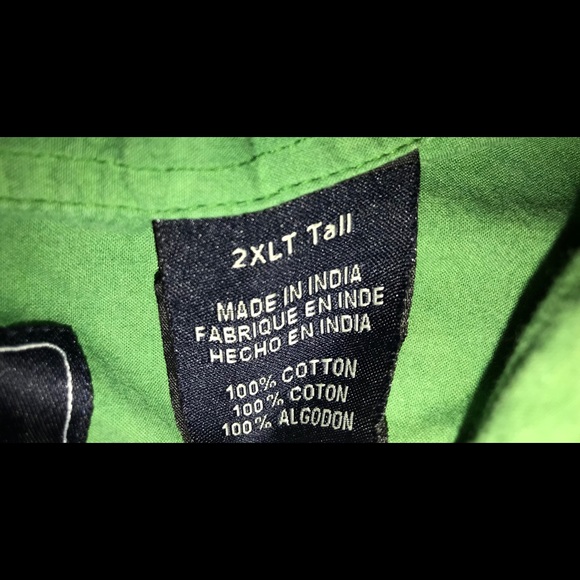 2XLT Tall
MADE IN INDIA
FABRIQUE EN INDE
HECHO EN INDIA
100% COTTON
100% COTON
100% ALGODON